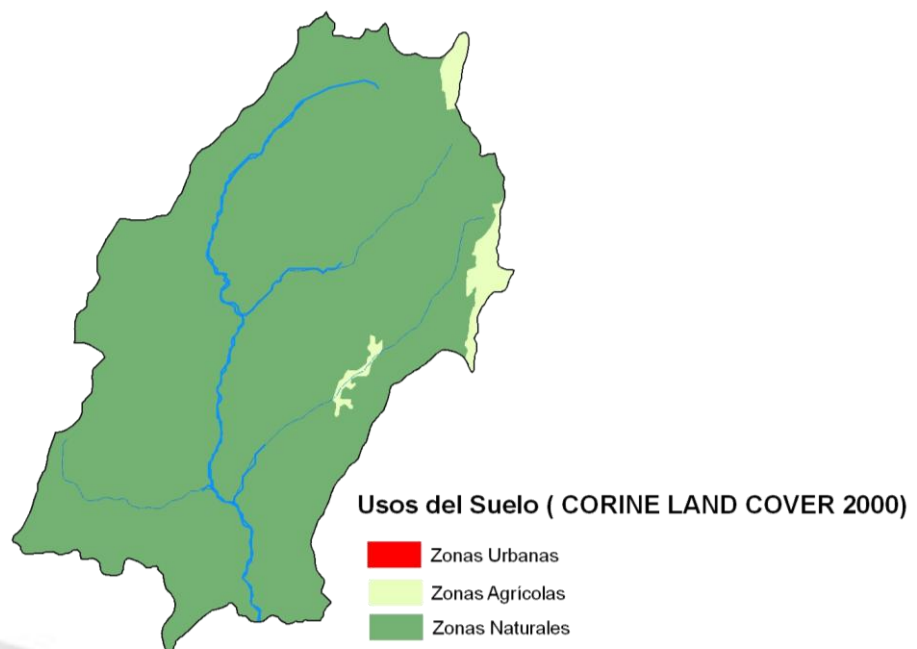 Usos del Suelo ( CORINE LAND COVER 2000)
Zonas Urbanas
Zonas Agrícolas
Zonas Naturales